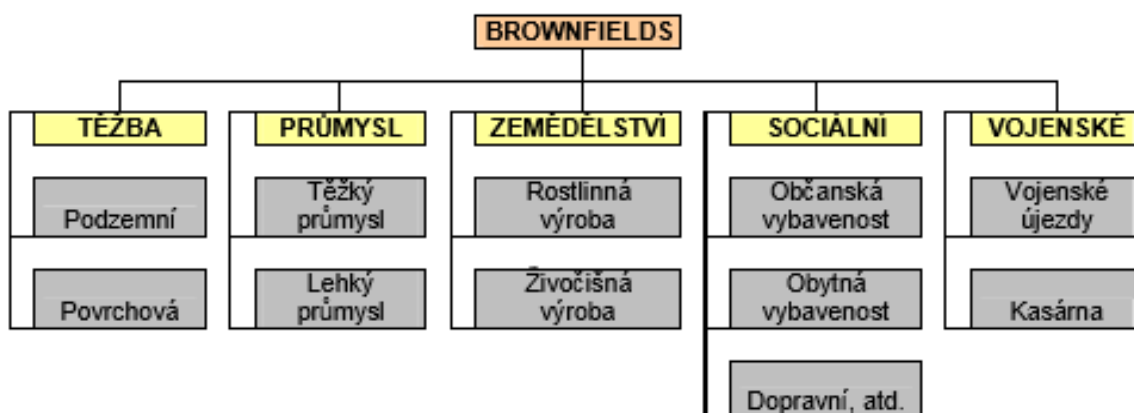 BROWNFIELDS
TĚŽBA
PRŮMYSL
ZEMĚDĚLSTVÍ
SOCIÁLNÍ
VOJENSKÉ
Podzemní
Těžký
průmysl
Rostlinná
výroba
Občanská
vybavenost
Vojenské
újezdy
Povrchová
Lehký
průmysl
Živočišná
výroba
Obytná
vybavenost
Kasárna
Dopravní, atd.